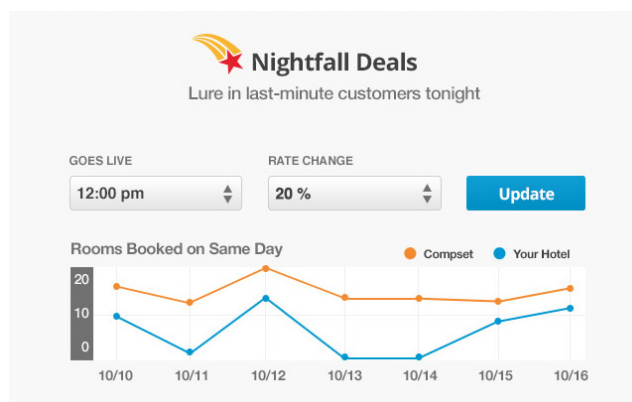 Nightfall Deals
Lure in last-minute customers tonight
GOES LIVE RATE CHANGE
12:00 pm 20 % Update
Rooms Booked on Same Day Compset Your Hotel
20
10
0
10/10 10/11 10/12 10/13 10/14 10/15 10/16